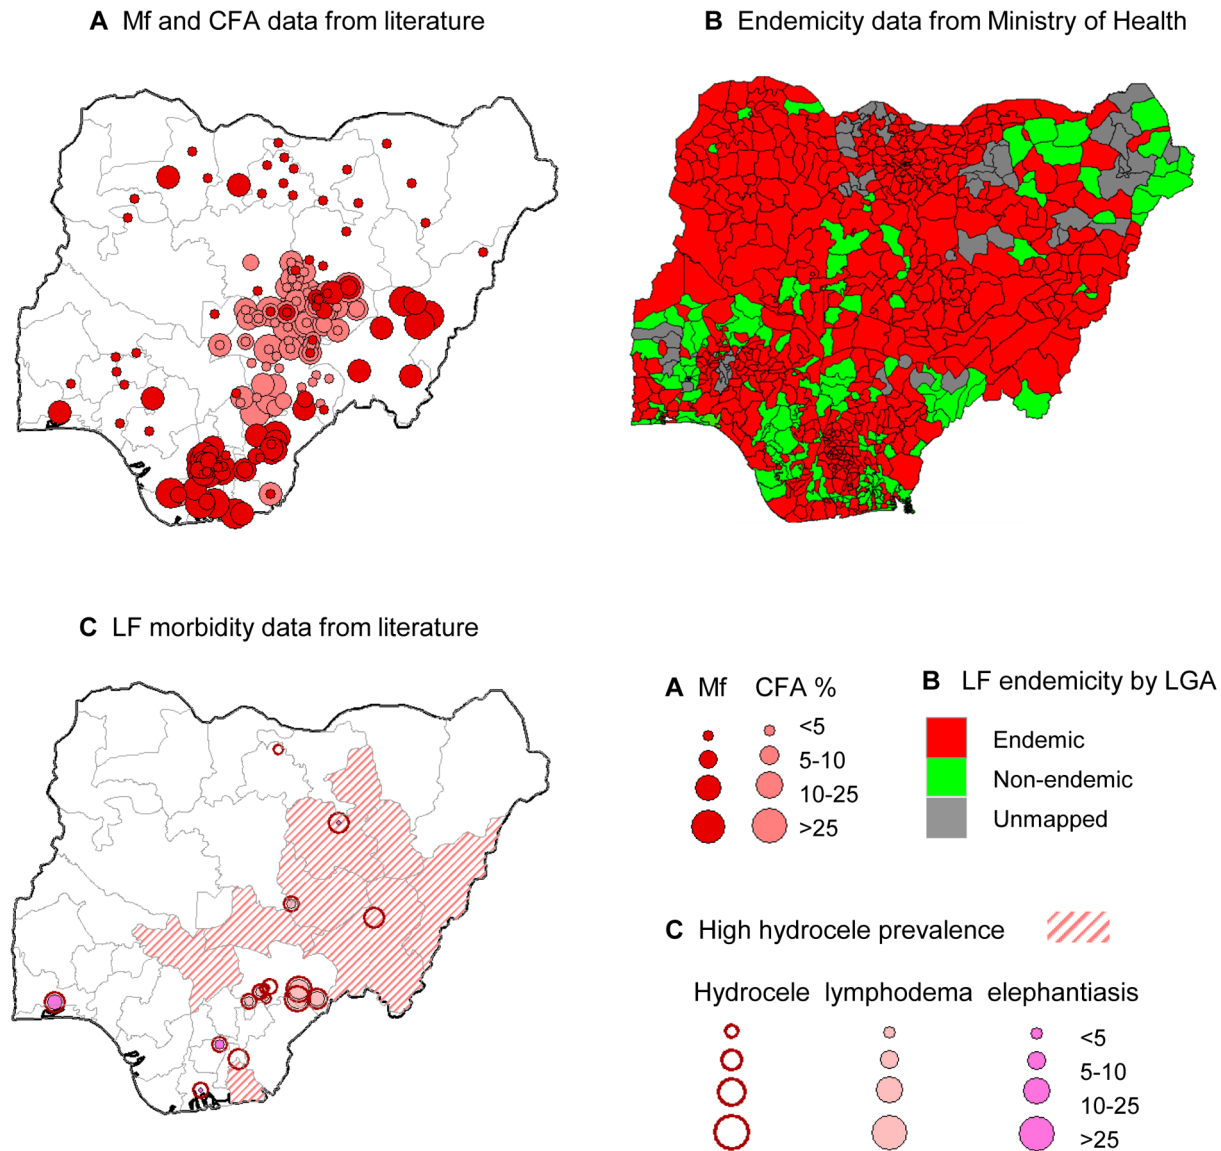 A Mf and CFA data from literature
B Endemicity data from Ministry of Health
C LF morbidity data from literature
A Mf CFA %
<5
5-10
10-25
>25
B LF endemicity by LGA
Endemic
Non-endemic
Unmapped
C High hydrocele prevalence
Hydrocele lymphodema elephantiasis
<5
5-10
10-25
>25